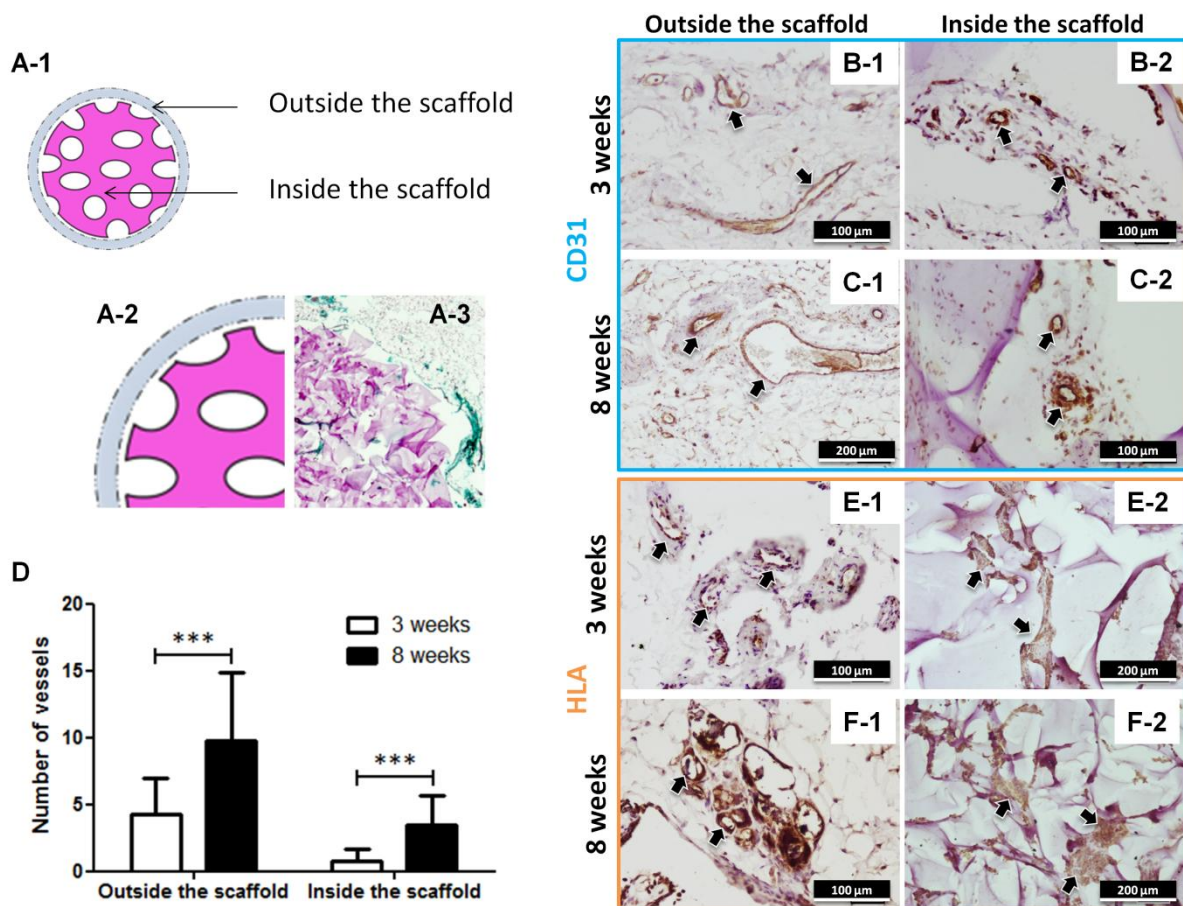 A-1
Outside the scaffold
Inside the scaffold
A-2
A-3
D
Number of vessels
20
15
10
5
0
***
***
3 weeks
8 weeks
Outside the scaffold
Inside the scaffold
Outside the scaffold
Inside the scaffold
CD31
3 weeks
B-1
100 µm
B-2
100 µm
8 weeks
C-1
200 µm
C-2
100 µm
HLA
3 weeks
E-1
100 µm
E-2
200 µm
8 weeks
F-1
100 µm
F-2
200 µm